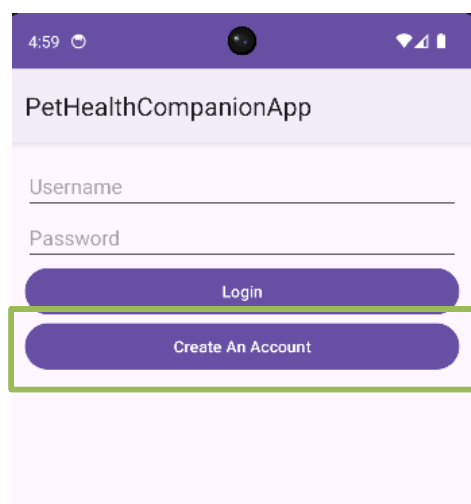 4:59
PetHealthCompanionApp
Username
Password
Login
Create An Account